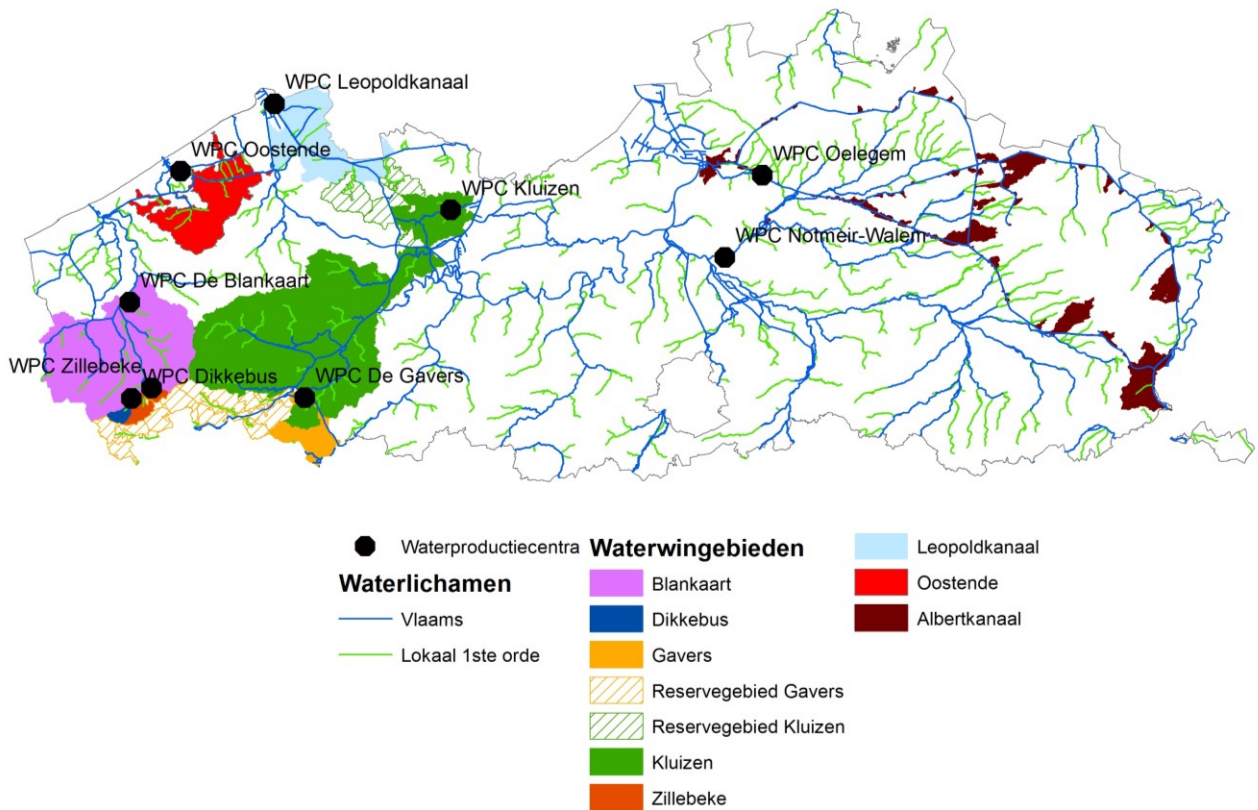 WPC Leopoldkanaal
WPC Oostende
WPC Oelegem
WPC Kluizen
WPC Notmeir-Walem
WPC De Blankaart
WPC Zillebeke
WPC Dikkebus
WPC De Gavers
Waterproductiecentra
Waterlichamen
Vlaams
Lokaal 1ste orde
Waterwingebieden
Blankaart
Dikkebus
Gavers
Reservegebied Gavers
Reservegebied Kluizen
Kluizen
Zillebeke
Leopoldkanaal
Oostende
Albertkanaal